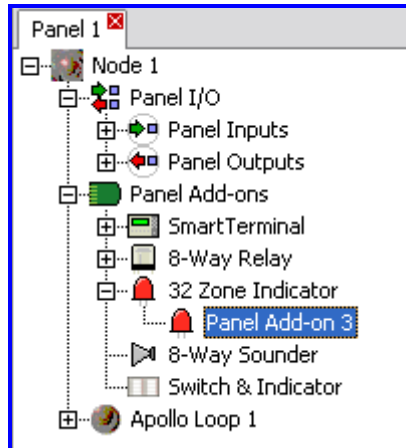 Panel 1
Node 1
Panel I/O
Panel Inputs
Panel Outputs
Panel Add-ons
SmartTerminal
8-Way Relay
32 Zone Indicator
Panel Add-on 3
8-Way Sounder
Switch & Indicator
Apollo Loop 1